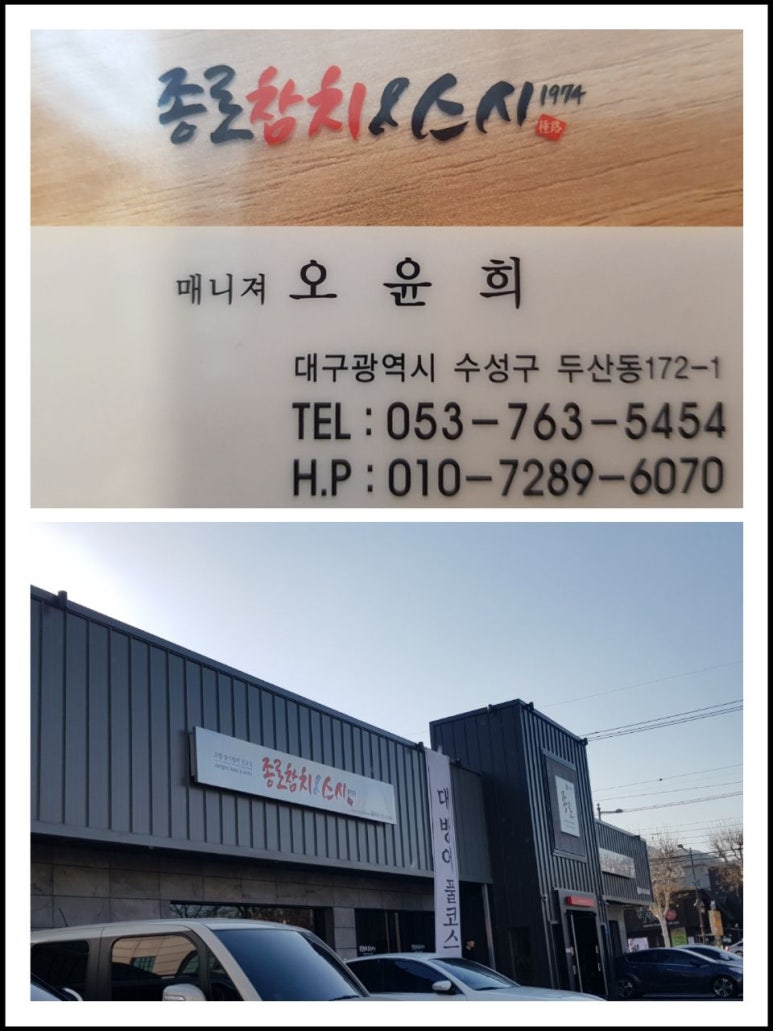 종로참치&스시 1974
種路
매니져 오윤희
대구광역시 수성구 두산동172-1
TEL : 053-763-5454
H.P : 010-7289-6070
종로참치&스시
대방어 풀코스